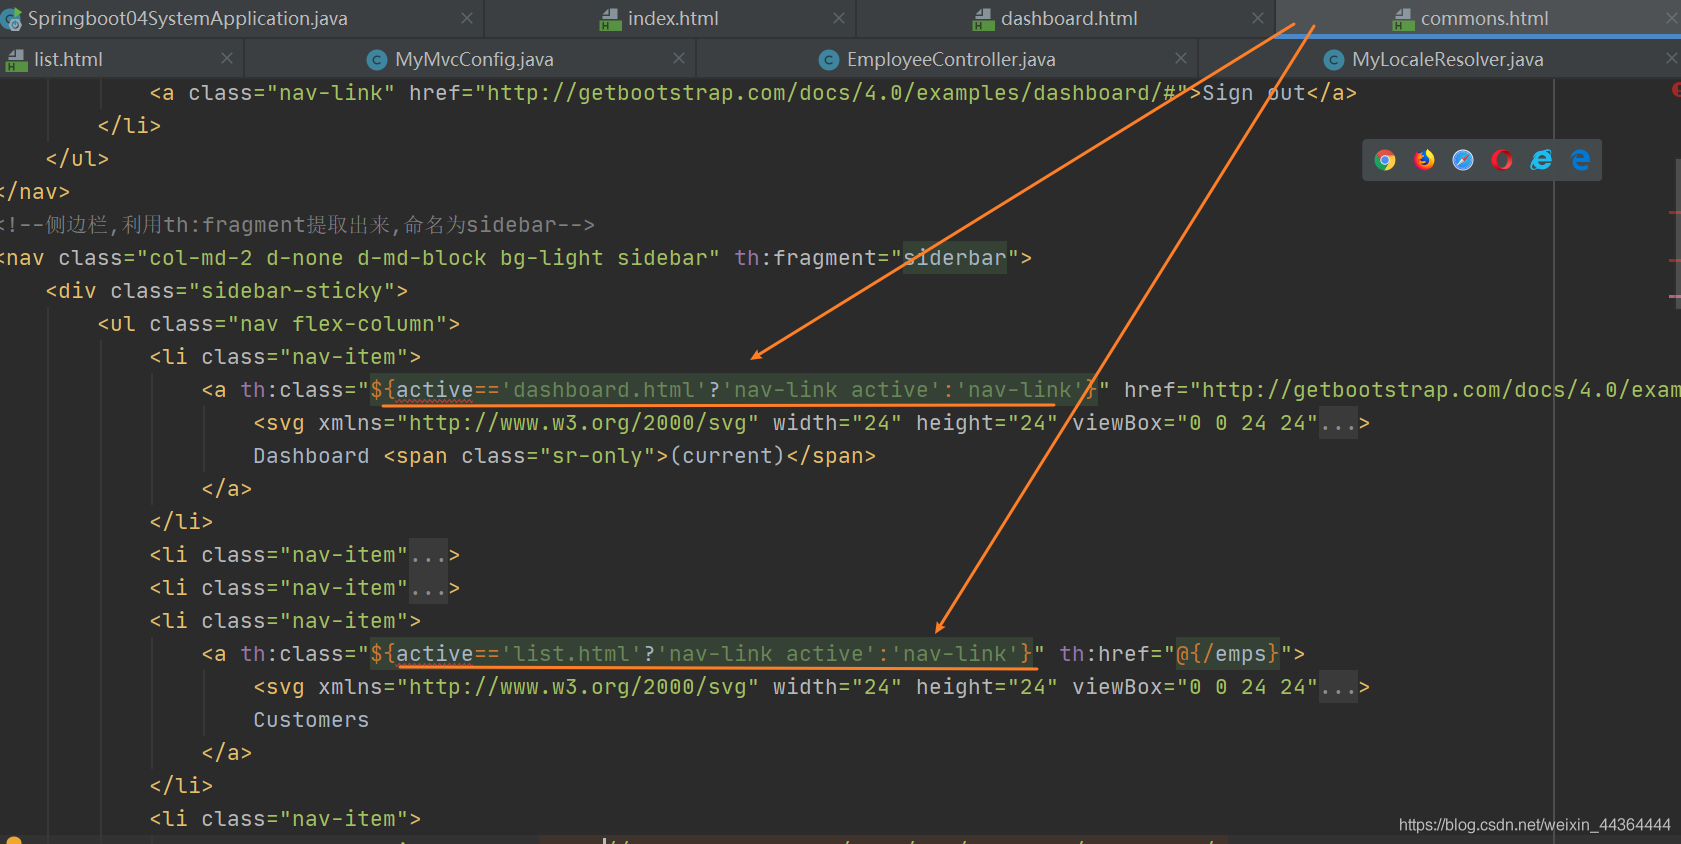 Springboot04SystemApplication.java index.html dashboard.html commons.html
list.html MyMvcConfig.java EmployeeController.java MyLocaleResolver.java
<a class="nav-link" href="http://getbootstrap.com/docs/4.0/examples/dashboard/#">Sign out</a>
</li>
</ul>
</nav>
<!--侧边栏,利用th:fragment提取出来,命名为sidebar-->
<nav class="col-md-2 d-none d-md-block bg-light sidebar" th:fragment="siderbar">
<div class="sidebar-sticky">
<ul class="nav flex-column">
<li class="nav-item">
<a th:class="${active=='dashboard.html'?'nav-link active':'nav-link'}" href="http://getbootstrap.com/docs/4.0/exam
<svg xmlns="http://www.w3.org/2000/svg" width="24" height="24" viewBox="0 0 24 24"...>
Dashboard <span class="sr-only">(current)</span>
</a>
</li>
<li class="nav-item"...>
<li class="nav-item"...>
<li class="nav-item">
<a th:class="${active=='list.html'?'nav-link active':'nav-link'}" th:href="@{/emps}">
<svg xmlns="http://www.w3.org/2000/svg" width="24" height="24" viewBox="0 0 24 24"...>
Customers
</a>
</li>
<li class="nav-item">
https://blog.csdn.net/weixin_44364444